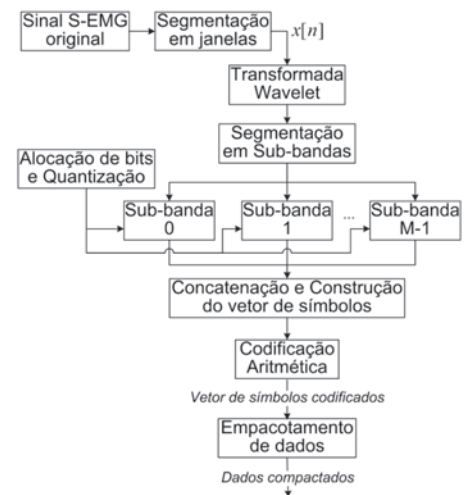 Sinal S-EMG
original
Segmentação
em janelas
x[n]
Transformada
Wavelet
Segmentação
em Sub-bandas
Alocação de bits
e Quantização
Sub-banda
0
Sub-banda
1
...
Sub-banda
M-1
Concatenação e Construção
do vetor de símbolos
Codificação
Aritmética
Vetor de símbolos codificados
Empacotamento
de dados
Dados compactados